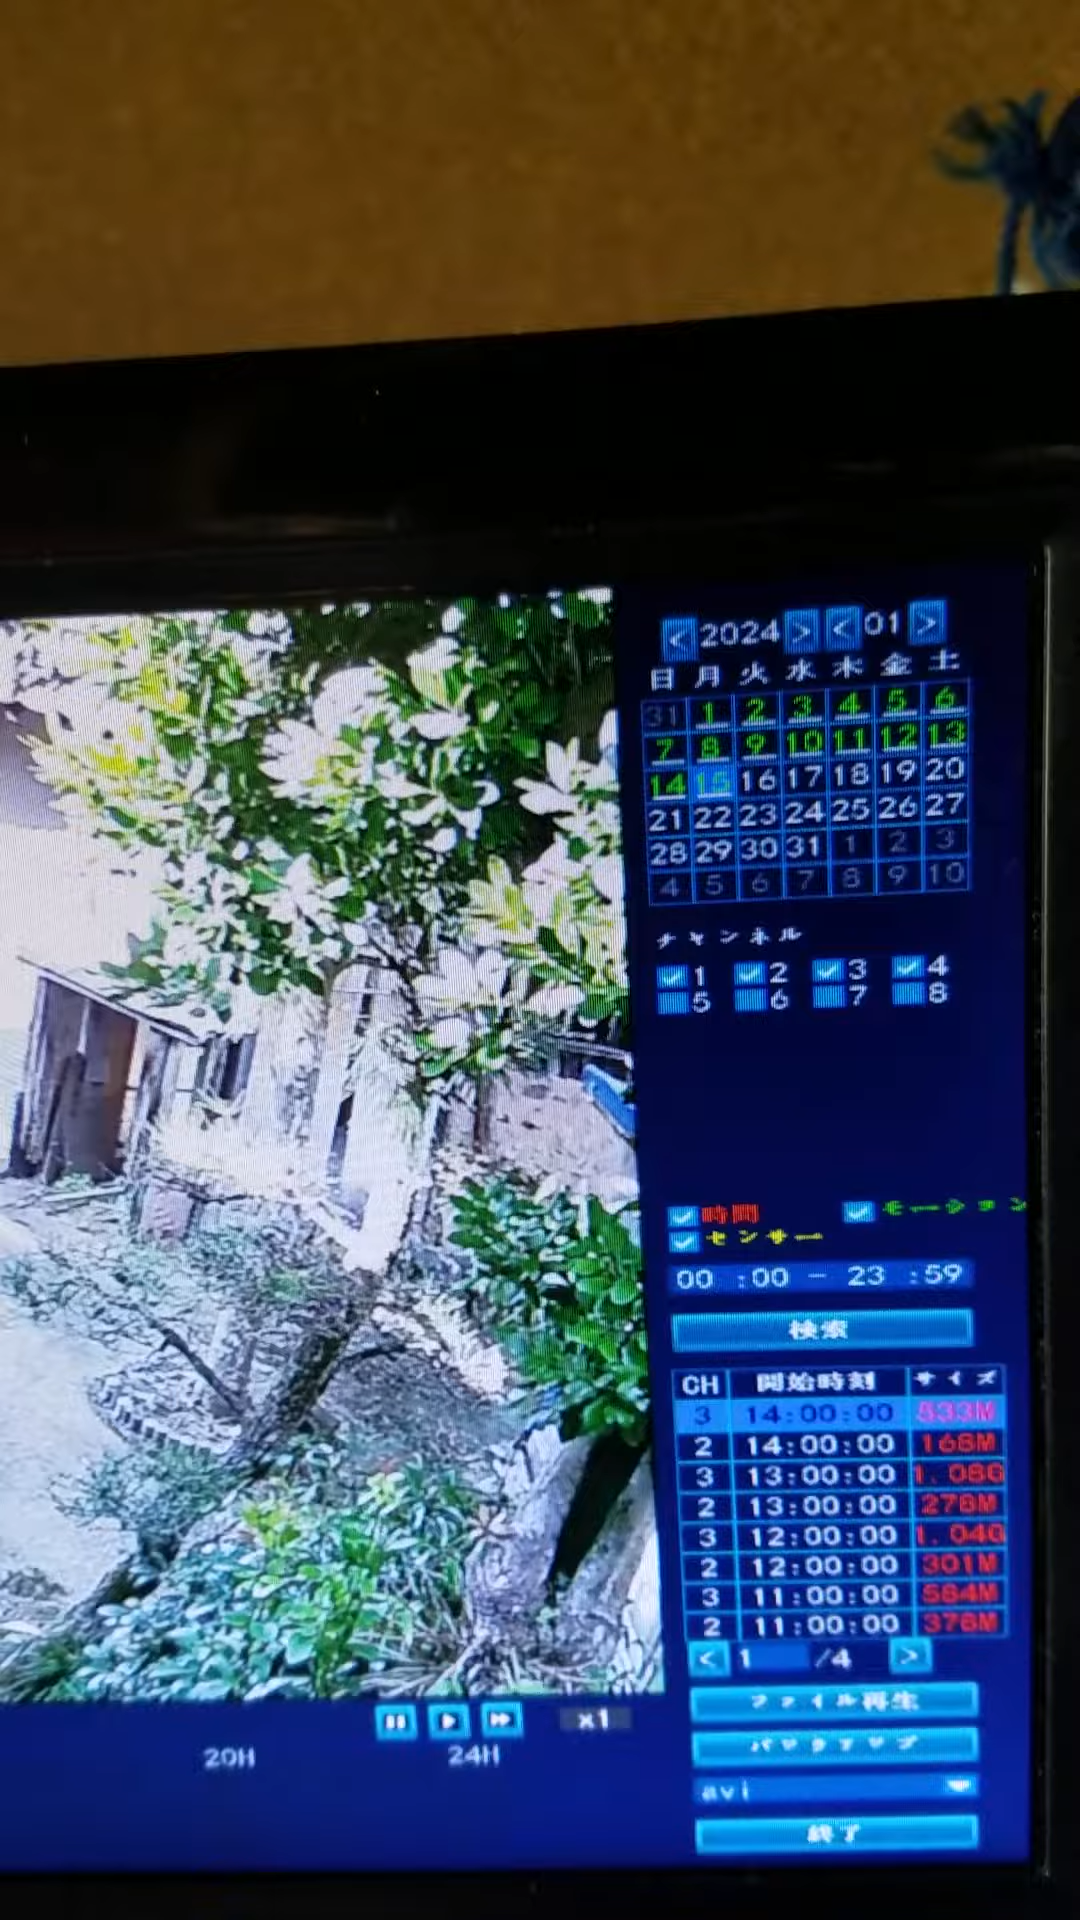 < 2024 > < 01 >
日 月 火 水 木 金 土
31 1 2 3 4 5 6
7 8 9 10 11 12 13
14 15 16 17 18 19 20
21 22 23 24 25 26 27
28 29 30 31 1 2 3
4 5 6 7 8 9 10
チャンネル
1 2 3 4
5 6 7 8
時間 モーション
センサー
00 :00 - 23 :59
検索
CH 開始時刻 サイズ
3 14:00:00 533M
2 14:00:00 168M
3 13:00:00 1.08G
2 13:00:00 278M
3 12:00:00 1.04G
2 12:00:00 301M
3 11:00:00 584M
2 11:00:00 376M
< 1 /4 >
ファイル再生
x1
バックアップ
20H 24H
avi
終了